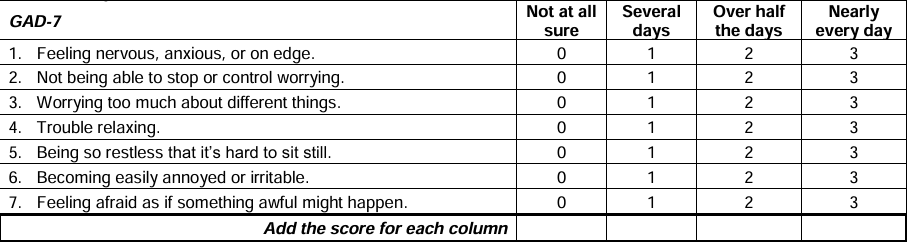 GAD-7 Not at all sure Several days Over half the days Nearly every day
1. Feeling nervous, anxious, or on edge. 0 1 2 3
2. Not being able to stop or control worrying. 0 1 2 3
3. Worrying too much about different things. 0 1 2 3
4. Trouble relaxing. 0 1 2 3
5. Being so restless that it's hard to sit still. 0 1 2 3
6. Becoming easily annoyed or irritable. 0 1 2 3
7. Feeling afraid as if something awful might happen. 0 1 2 3
Add the score for each column